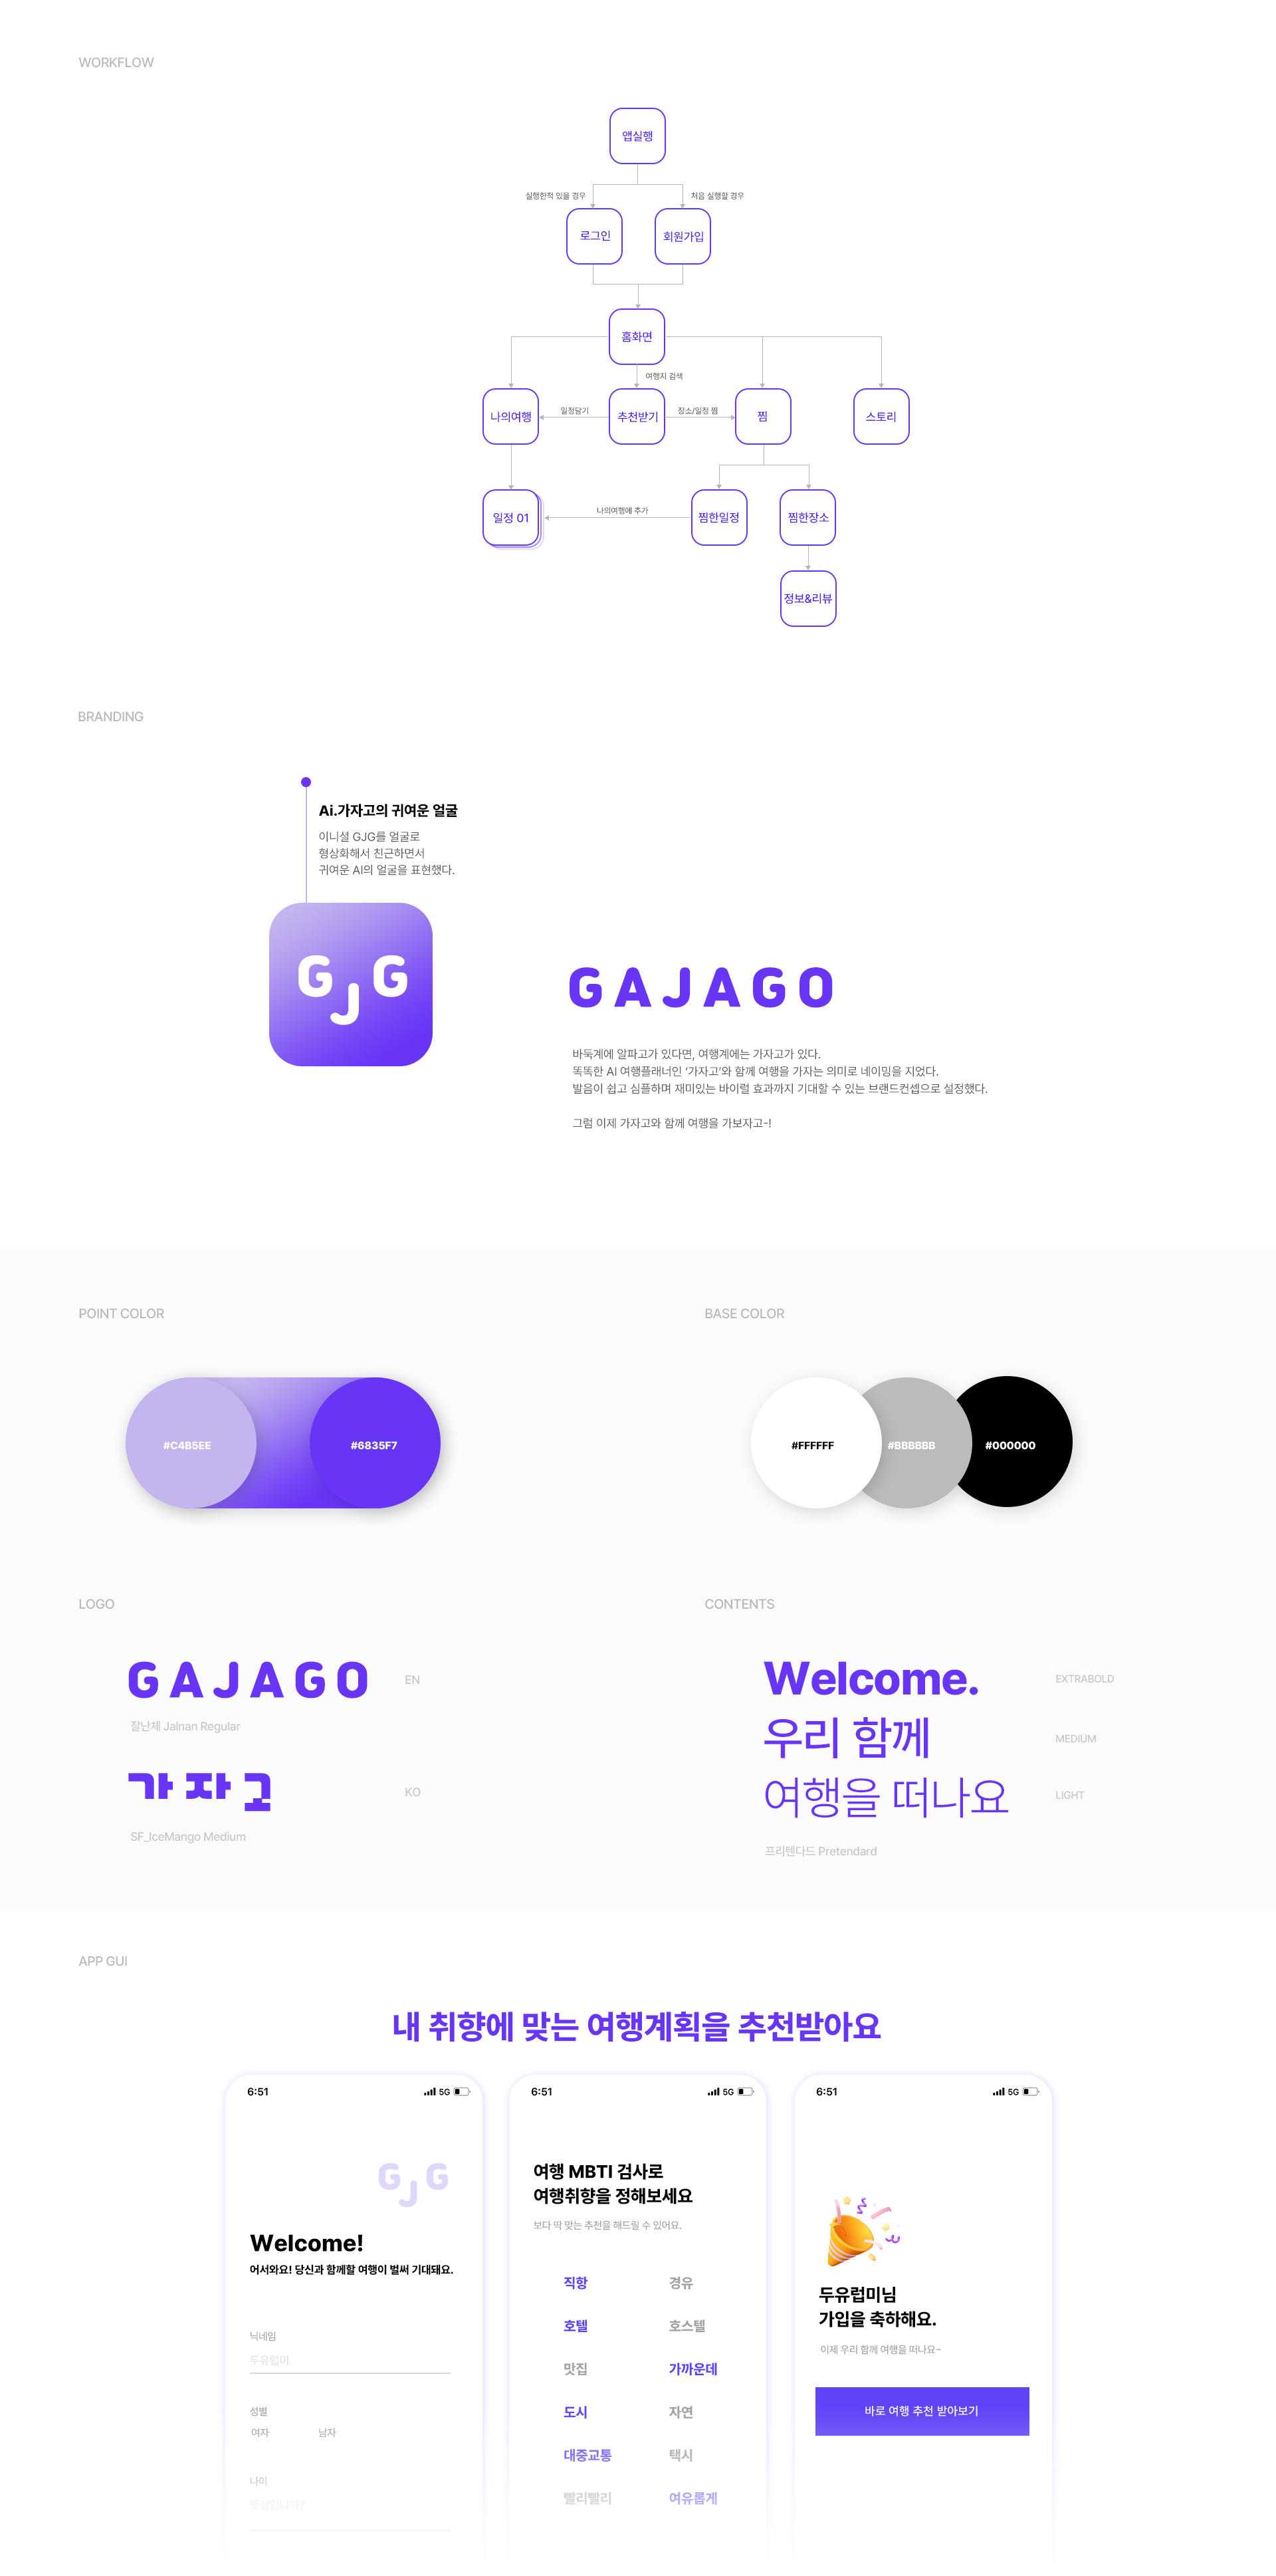 WORKFLOW
앱실행
실행한적 있을 경우
처음 실행할 경우
로그인
회원가입
홈화면
여행지 검색
나의여행
일정담기
추천받기
장소/일정 찜
찜
스토리
일정 01
나의여행에 추가
찜한일정
찜한장소
정보&리뷰
BRANDING
Ai.가자고의 귀여운 얼굴
이니셜 GJG를 얼굴로
형상화해서 친근하면서
귀여운 AI의 얼굴을 표현했다.
GJG
GAJAGO
바둑계에 알파고가 있다면, 여행계에는 가자고가 있다.
똑똑한 AI 여행플래너인 ‘가자고’와 함께 여행을 가자는 의미로 네이밍을 지었다.
발음이 쉽고 심플하며 재미있는 바이럴 효과까지 기대할 수 있는 브랜드컨셉으로 설정했다.
그럼 이제 가자고와 함께 여행을 가보자고-!
POINT COLOR
BASE COLOR
#C4B5EE
#6835F7
#FFFFFF
#BBBBBB
#000000
LOGO
CONTENTS
GAJAGO
EN
잘난체 Jalnan Regular
가자고
KO
SF_IceMango Medium
Welcome.
EXTRABOLD
우리 함께
MEDIUM
여행을 떠나요
LIGHT
프리텐다드 Pretendard
APP GUI
내 취향에 맞는 여행계획을 추천받아요
6:51
5G
GJG
Welcome!
어서와요! 당신과 함께할 여행이 벌써 기대돼요.
닉네임
두유럽미
성별
여자
남자
나이
몇살입니까?
6:51
5G
여행 MBTI 검사로
여행취향을 정해보세요
보다 딱 맞는 추천을 해드릴 수 있어요.
직항
경유
호텔
호스텔
맛집
가까운데
도시
자연
대중교통
택시
빨리빨리
여유롭게
6:51
5G
두유럽미님
가입을 축하해요.
이제 우리 함께 여행을 떠나요~
바로 여행 추천 받아보기